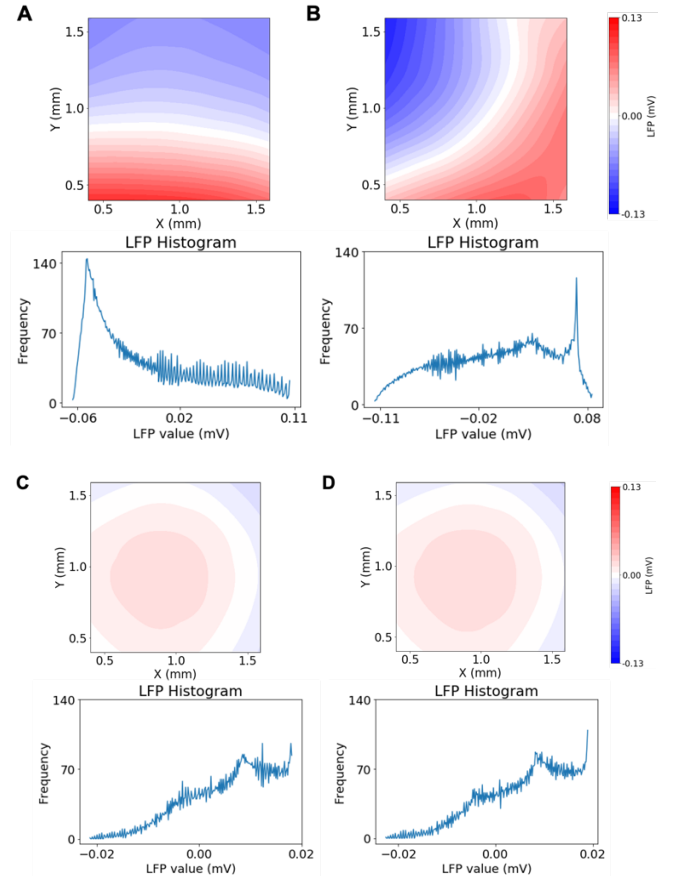 A
B
1.5
1.0
0.5
Y (mm)
0.5 1.0 1.5
X (mm)
1.5
1.0
0.5
Y (mm)
0.5 1.0 1.5
X (mm)
0.13
0.00
-0.13
LFP (mV)
LFP Histogram
140
70
0
Frequency
−0.06 0.02 0.11
LFP value (mV)
LFP Histogram
140
70
0
Frequency
−0.11 −0.02 0.08
LFP value (mV)
C
D
1.5
1.0
0.5
Y (mm)
0.5 1.0 1.5
X (mm)
1.5
1.0
0.5
Y (mm)
0.5 1.0 1.5
X (mm)
0.13
0.00
-0.13
LFP (mV)
LFP Histogram
140
70
0
Frequency
−0.02 0.00 0.02
LFP value (mV)
LFP Histogram
140
70
0
Frequency
−0.02 0.00 0.02
LFP value (mV)